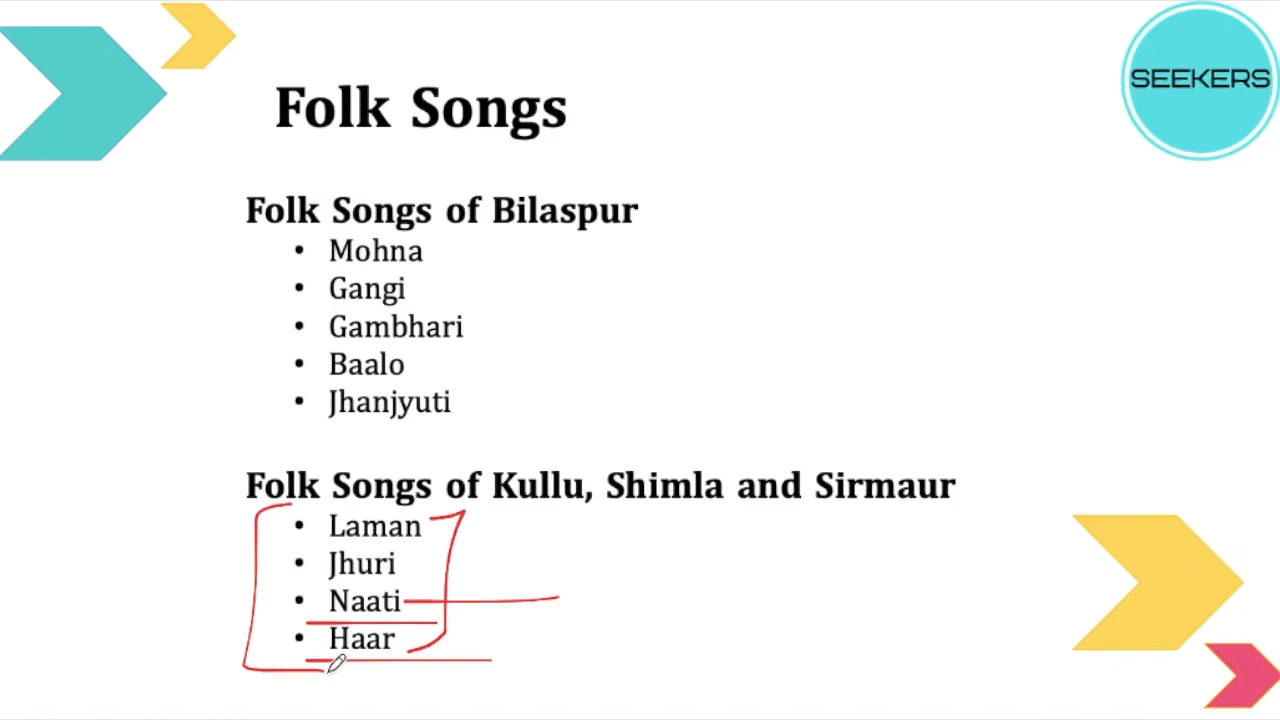 SEEKERS
Folk Songs
Folk Songs of Bilaspur
• Mohna
• Gangi
• Gambhari
• Baalo
• Jhanjyuti
Folk Songs of Kullu, Shimla and Sirmaur
• Laman
• Jhuri
• Naati
• Haar